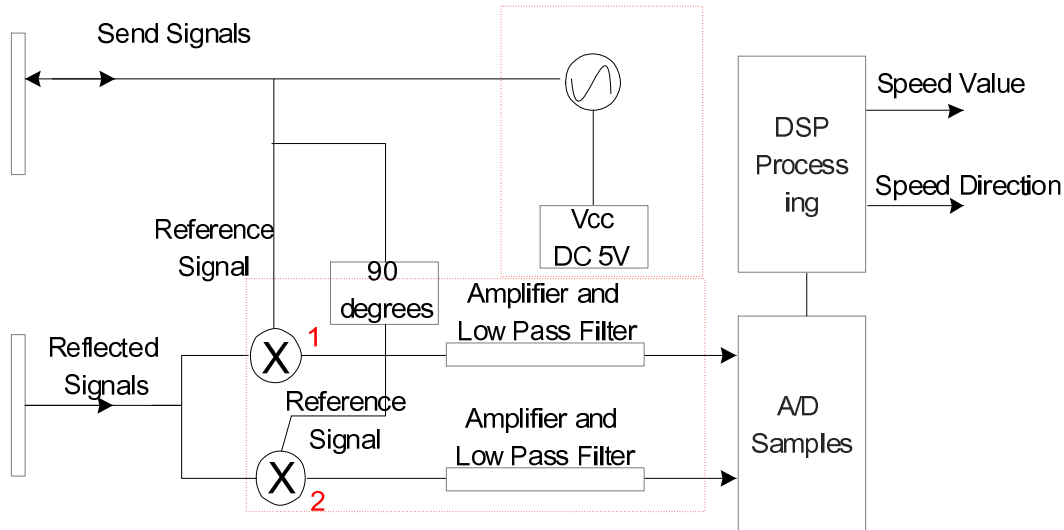 Send Signals
Speed Value
DSP
Process
ing
Speed Direction
Vcc
DC 5V
Reference
Signal
90
degrees
Amplifier and
Low Pass Filter
1
X
Reflected
Signals
Reference
Signal
Amplifier and
Low Pass Filter
A/D
Samples
X
2